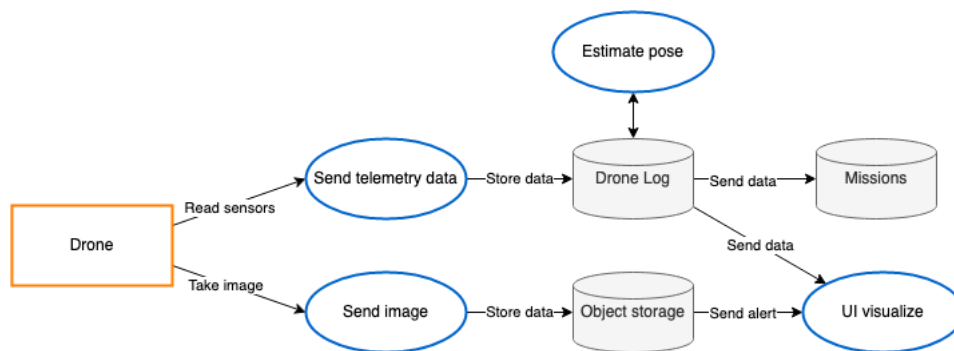 Estimate pose
Send telemetry data
Store data
Drone Log
Send data
Missions
Read sensors
Drone
Send data
Take image
Send image
Store data
Object storage
Send alert
UI visualize